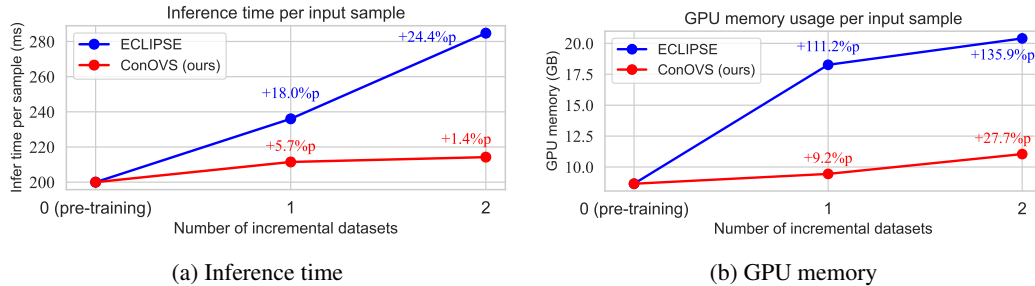 Inference time per input sample
Infer time per sample (ms)
280
260
240
220
200
ECLIPSE
ConOVS (ours)
+24.4%p
+18.0%p
+5.7%p
+1.4%p
0 (pre-training)
1
2
Number of incremental datasets
(a) Inference time
GPU memory usage per input sample
GPU memory (GB)
20.0
17.5
15.0
12.5
10.0
ECLIPSE
ConOVS (ours)
+111.2%p
+135.9%p
+9.2%p
+27.7%p
0 (pre-training)
1
2
Number of incremental datasets
(b) GPU memory